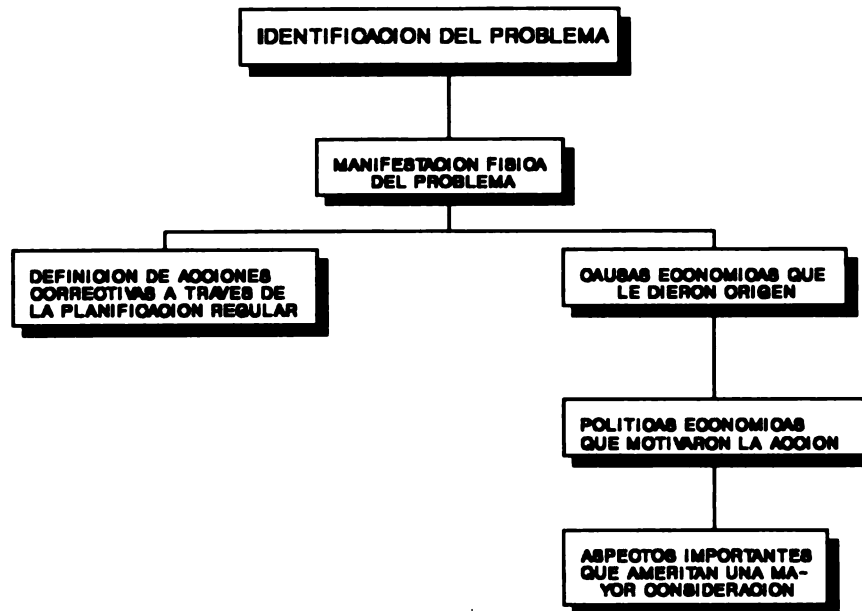 IDENTIFICACION DEL PROBLEMA
MANIFESTACION FISICA
DEL PROBLEMA
DEFINICION DE ACCIONES
CORRECTIVAS A TRAVES DE
LA PLANIFICACION REGULAR
CAUSAS ECONOMICAS QUE
LE DIERON ORIGEN
POLITICAS ECONOMICAS
QUE MOTIVARON LA ACCION
ASPECTOS IMPORTANTES
QUE AMERITAN UNA MA-
YOR CONSIDERACION